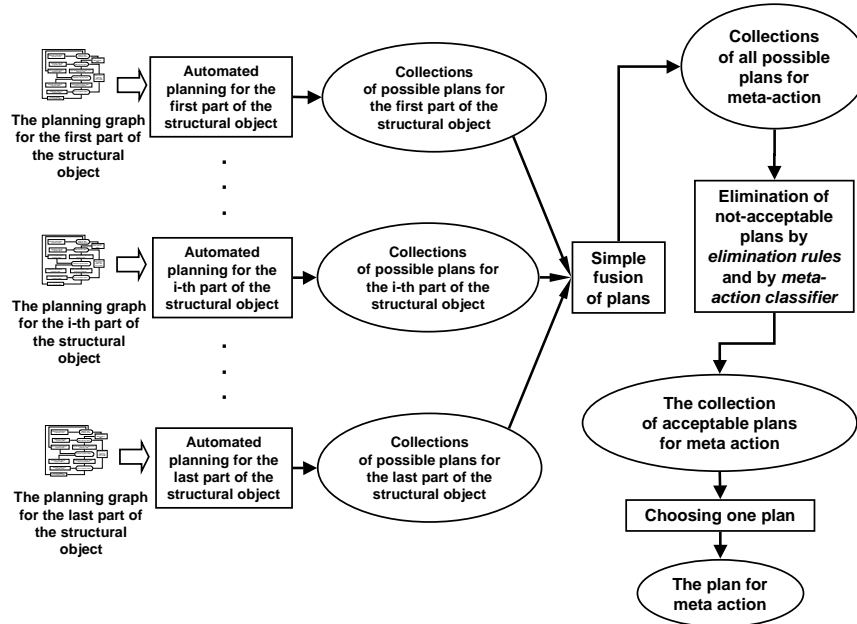 The planning graph
for the first part of
the structural
object
Automated
planning for the
first part of the
structural object
Collections
of possible plans for
the first part of the
structural object
The planning graph
for the i-th part of
the structural
object
Automated
planning for the
i-th part of the
structural object
Collections
of possible plans for
the i-th part of the
structural object
The planning graph
for the last part of
the structural
object
Automated
planning for the
last part of the
structural object
Collections
of possible plans for
the last part of the
structural object
Simple
fusion
of plans
Collections
of all possible
plans for
meta-action
Elimination of
not-acceptable
plans by
elimination rules
and by meta-
action classifier
The collection
of acceptable plans
for meta action
Choosing one plan
The plan for
meta action